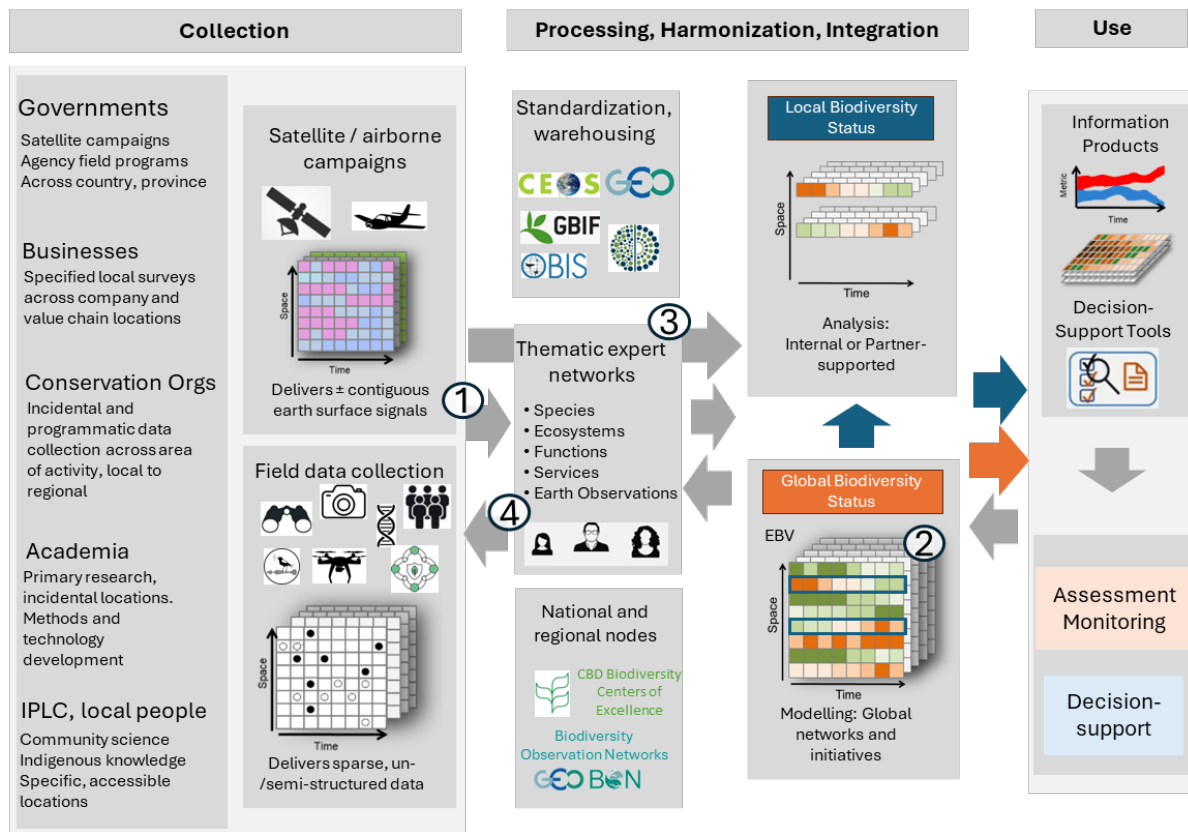 Collection
Processing, Harmonization, Integration
Use
Governments
Satellite campaigns
Agency field programs
Across country, province
Businesses
Specified local surveys
across company and
value chain locations
Conservation Orgs
Incidental and
programmatic data
collection across area
of activity, local to
regional
Academia
Primary research,
incidental locations.
Methods and
technology
development
IPLC, local people
Community science
Indigenous knowledge
Specific, accessible
locations
Satellite / airborne
campaigns
Space
Time
Delivers ± contiguous
earth surface signals
1
Field data collection
4
Space
Time
Delivers sparse, un-
/semi-structured data
Standardization,
warehousing
CEOS
GEO
GBIF
OBIS
3
Thematic expert
networks
• Species
• Ecosystems
• Functions
• Services
• Earth Observations
National and
regional nodes
CBD Biodiversity
Centers of
Excellence
Biodiversity
Observation Networks
GEO BON
Local Biodiversity
Status
Space
Time
Analysis:
Internal or Partner-
supported
Global Biodiversity
Status
EBV
2
Space
Time
Modelling: Global
networks and
initiatives
Information
Products
Metric
Time
Decision-
Support Tools
Assessment
Monitoring
Decision-
support